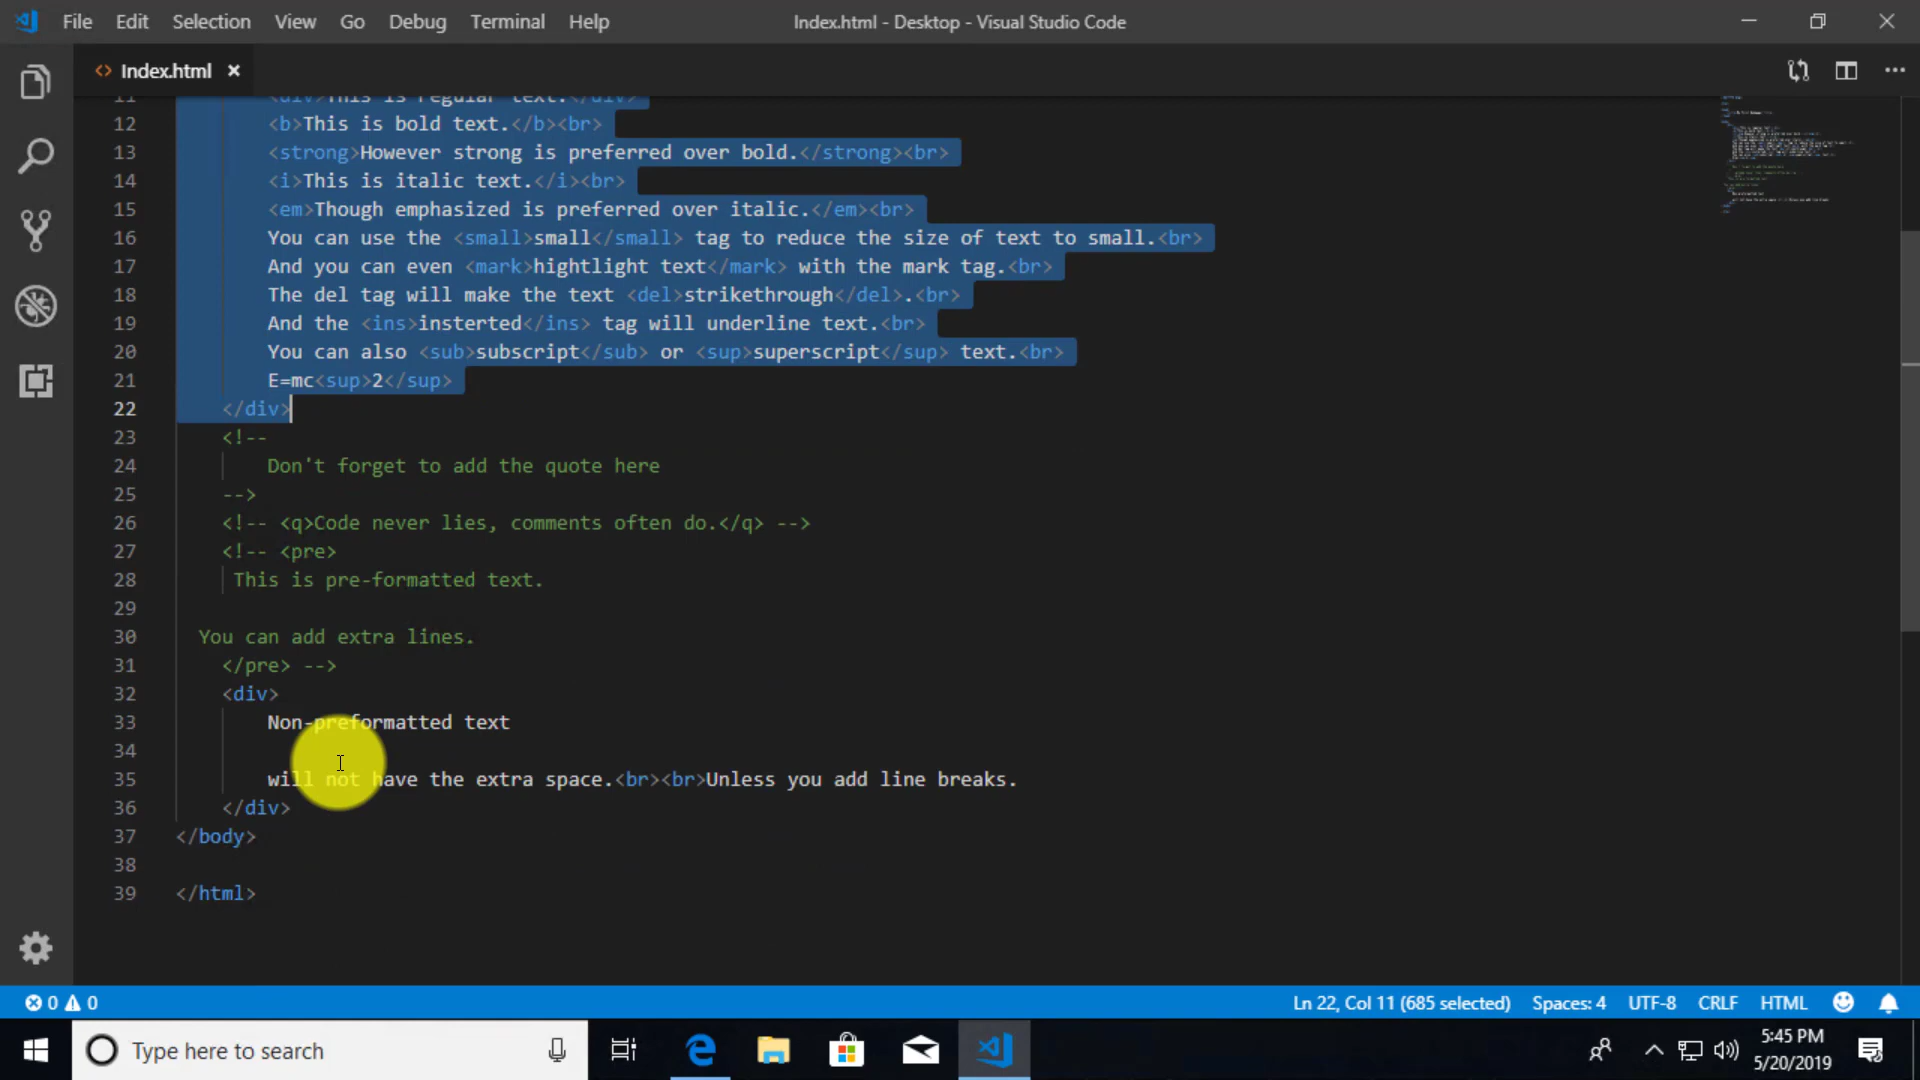 File Edit Selection View Go Debug Terminal Help Index.html - Desktop - Visual Studio Code
Index.html
11 <div>This is regular text.</div>
12 <b>This is bold text.</b><br>
13 <strong>However strong is preferred over bold.</strong><br>
14 <i>This is italic text.</i><br>
15 <em>Though emphasized is preferred over italic.</em><br>
16 You can use the <small>small</small> tag to reduce the size of text to small.<br>
17 And you can even <mark>hightlight text</mark> with the mark tag.<br>
18 The del tag will make the text <del>strikethrough</del>.<br>
19 And the <ins>insterted</ins> tag will underline text.<br>
20 You can also <sub>subscript</sub> or <sup>superscript</sup> text.<br>
21 E=mc<sup>2</sup>
22 </div>
23 <!--
24 Don't forget to add the quote here
25 -->
26 <!-- <q>Code never lies, comments often do.</q> -->
27 <!-- <pre>
28 This is pre-formatted text.
29
30 You can add extra lines.
31 </pre> -->
32 <div>
33 Non-preformatted text
34
35 will not have the extra space.<br><br>Unless you add line breaks.
36 </div>
37 </body>
38
39 </html>
0 0 Ln 22, Col 11 (685 selected) Spaces: 4 UTF-8 CRLF HTML
Type here to search
5:45 PM
5/20/2019